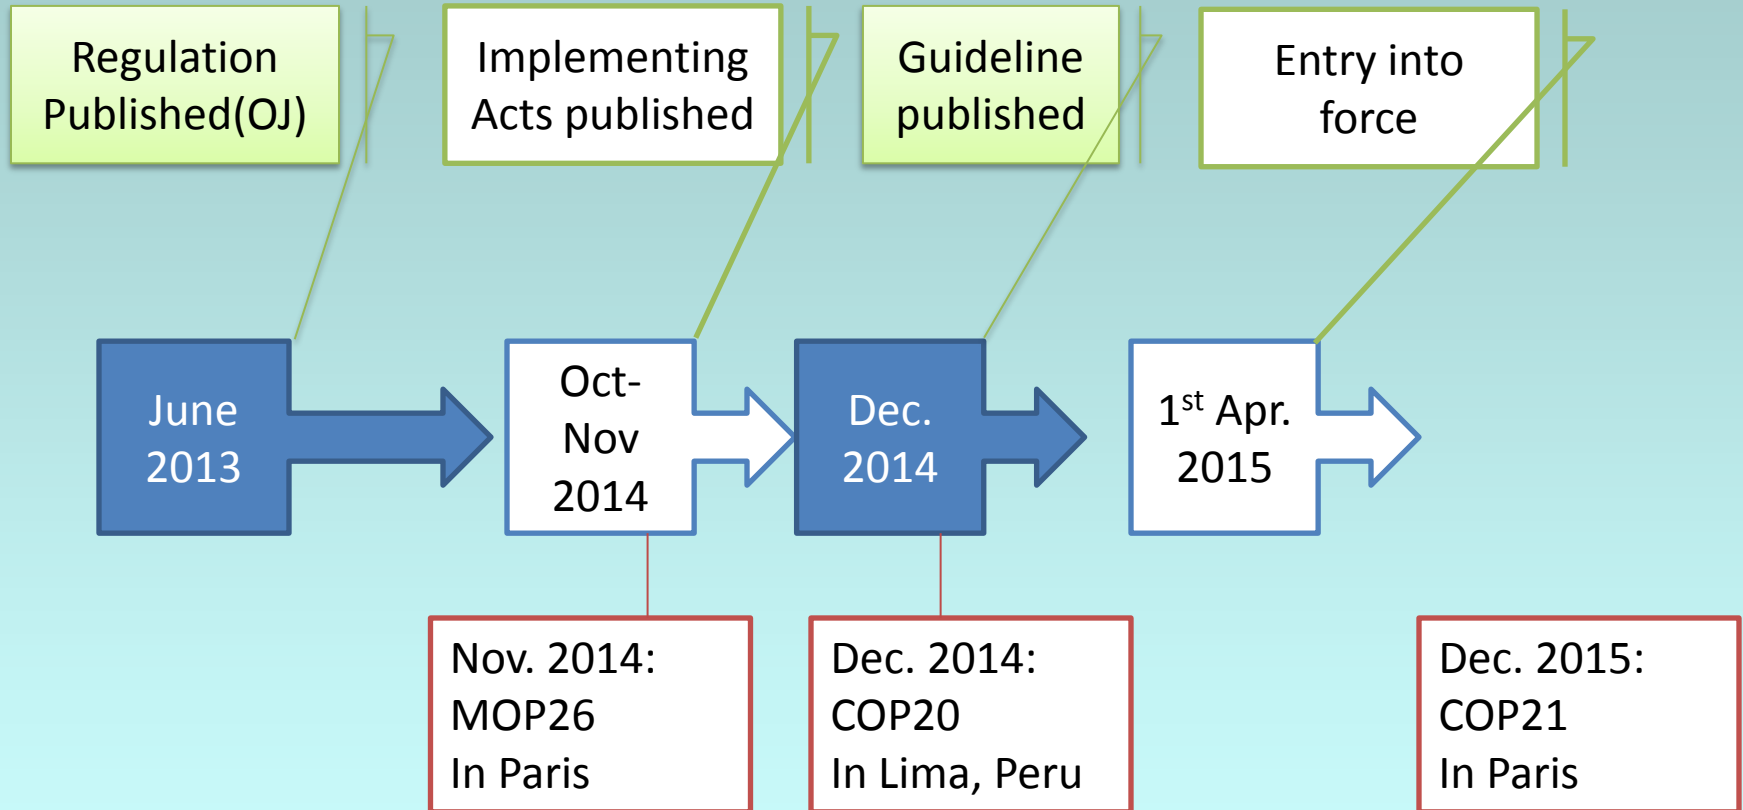 Regulation
Published(OJ)
Implementing
Acts published
Guideline
published
Entry into
force
June
2013
Oct-
Nov
2014
Dec.
2014
1st Apr.
2015
Nov. 2014:
MOP26
In Paris
Dec. 2014:
COP20
In Lima, Peru
Dec. 2015:
COP21
In Paris